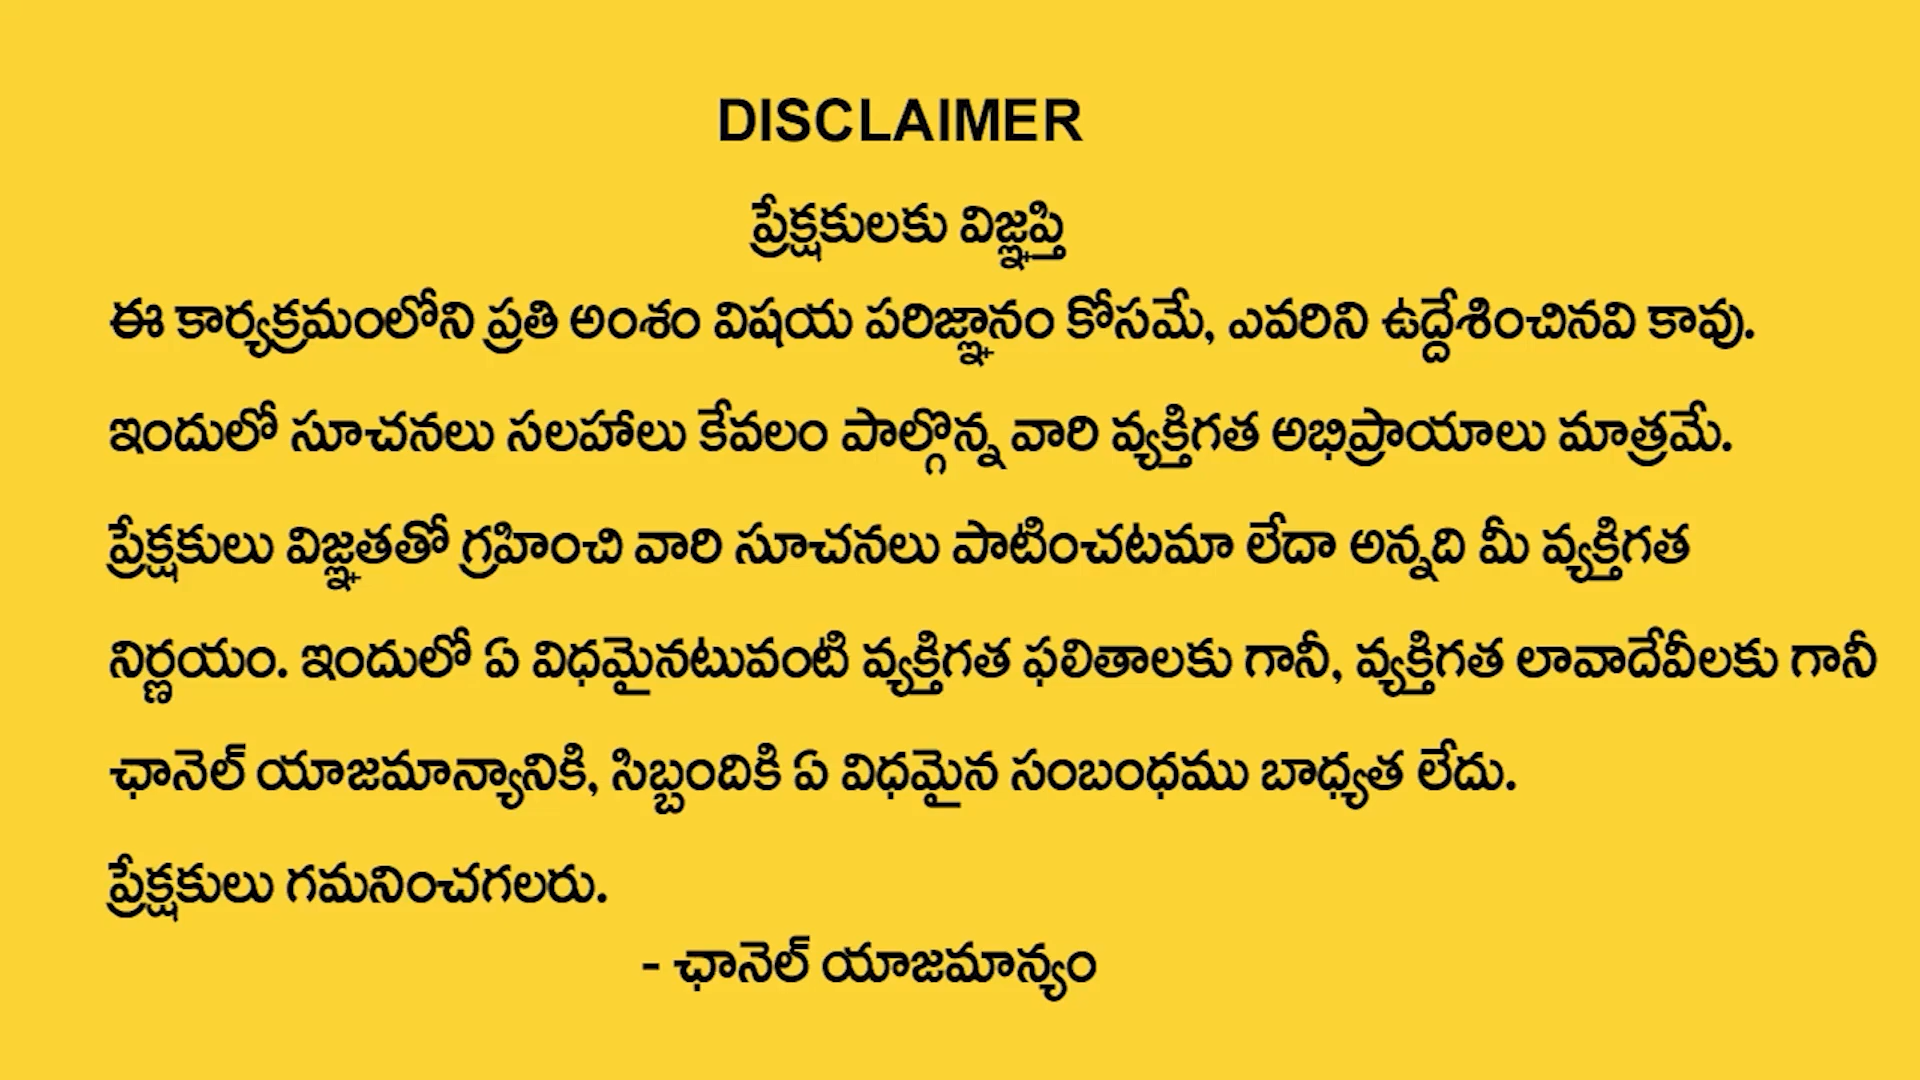 DISCLAIMER
ప్రేక్షకులకు విజ్ఞప్తి
ఈ కార్యక్రమంలోని ప్రతి అంశం విషయ పరిజ్ఞానం కోసమే, ఎవరిని ఉద్దేశించినవి కావు.
ఇందులో సూచనలు సలహాలు కేవలం పాల్గొన్న వారి వ్యక్తిగత అభిప్రాయాలు మాత్రమే.
ప్రేక్షకులు విజ్ఞతతో గ్రహించి వారి సూచనలు పాటించటమా లేదా అన్నది మీ వ్యక్తిగత
నిర్ణయం. ఇందులో ఏ విధమైనటువంటి వ్యక్తిగత ఫలితాలకు గానీ, వ్యక్తిగత లావాదేవీలకు గానీ
ఛానెల్ యాజమాన్యానికి, సిబ్బందికి ఏ విధమైన సంబంధము బాధ్యత లేదు.
ప్రేక్షకులు గమనించగలరు.
- ఛానెల్ యాజమాన్యం